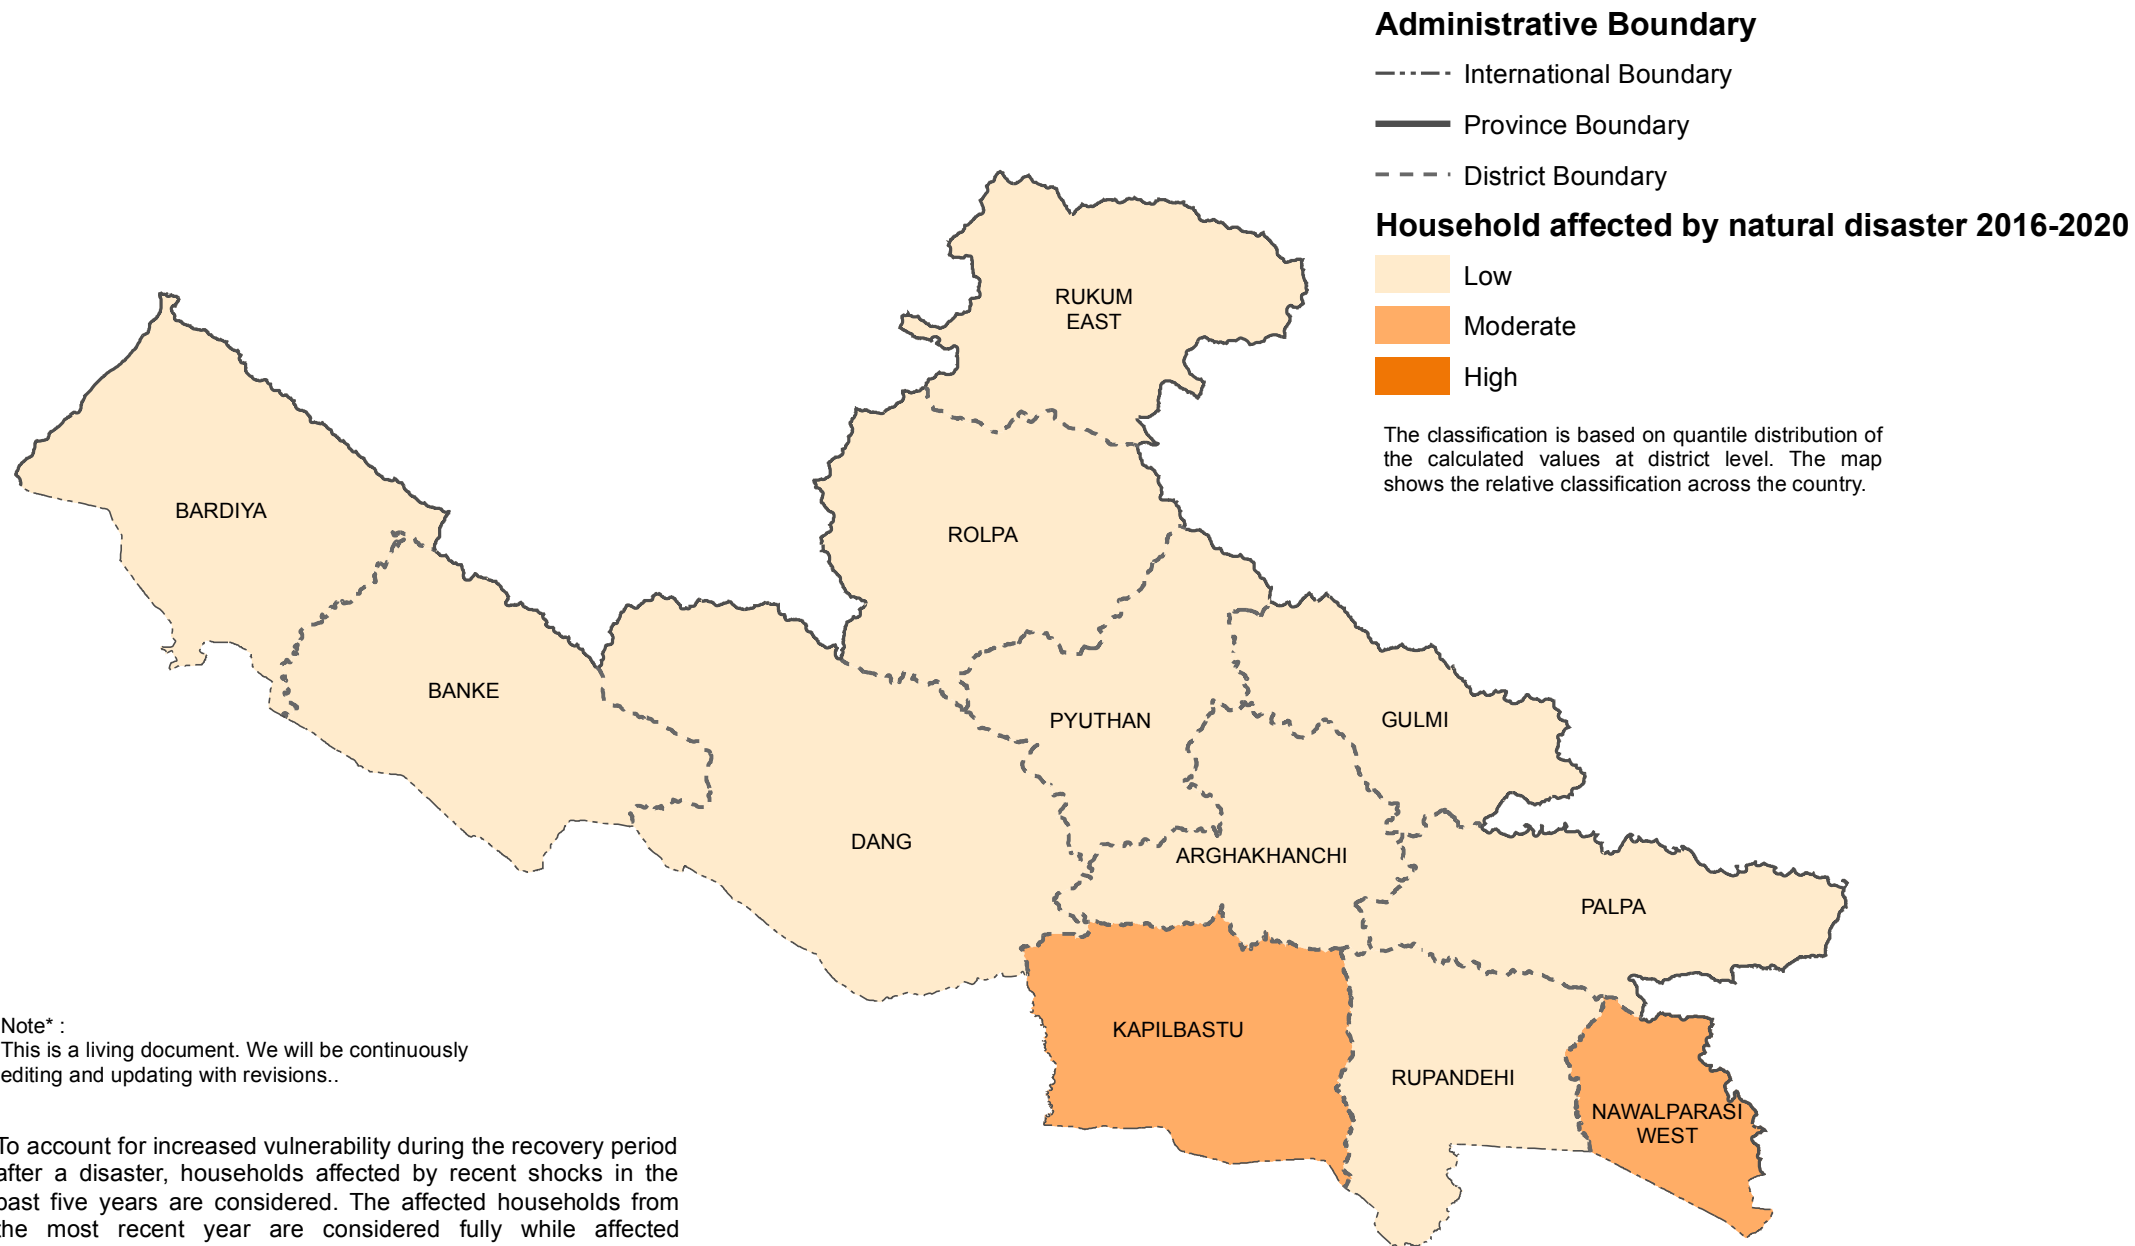 Administrative Boundary
International Boundary
Province Boundary
District Boundary
Household affected by natural disaster 2016-2020
Low
Moderate
High
The classification is based on quantile distribution of
the calculated values at district level. The map
shows the relative classification across the country.
RUKUM
EAST
BARDIYA
ROLPA
BANKE
PYUTHAN
GULMI
DANG
ARGHAKHANCHI
PALPA
KAPILBASTU
RUPANDEHI
NAWALPARASI
WEST
Note* :
This is a living document. We will be continuously
editing and updating with revisions..
To account for increased vulnerability during the recovery period
after a disaster, households affected by recent shocks in the
past five years are considered. The affected households from
the most recent year are considered fully while affected